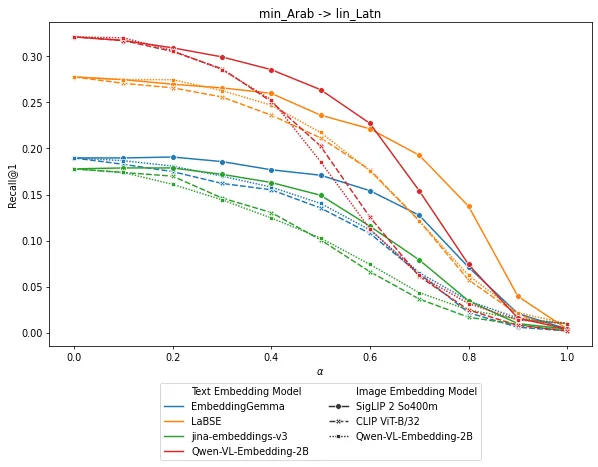 min_Arab -> lin_Latn
Recall@1
0.30
0.25
0.20
0.15
0.10
0.05
0.00
0.0 0.2 0.4 0.6 0.8 1.0
α
Text Embedding Model Image Embedding Model
EmbeddingGemma SigLIP 2 So400m
LaBSE CLIP ViT-B/32
jina-embeddings-v3 Qwen-VL-Embedding-2B
Qwen-VL-Embedding-2B